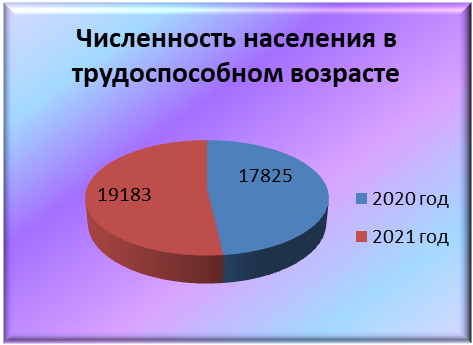 Численность населения в
трудоспособном возрасте
19183
17825
2020 год
2021 год